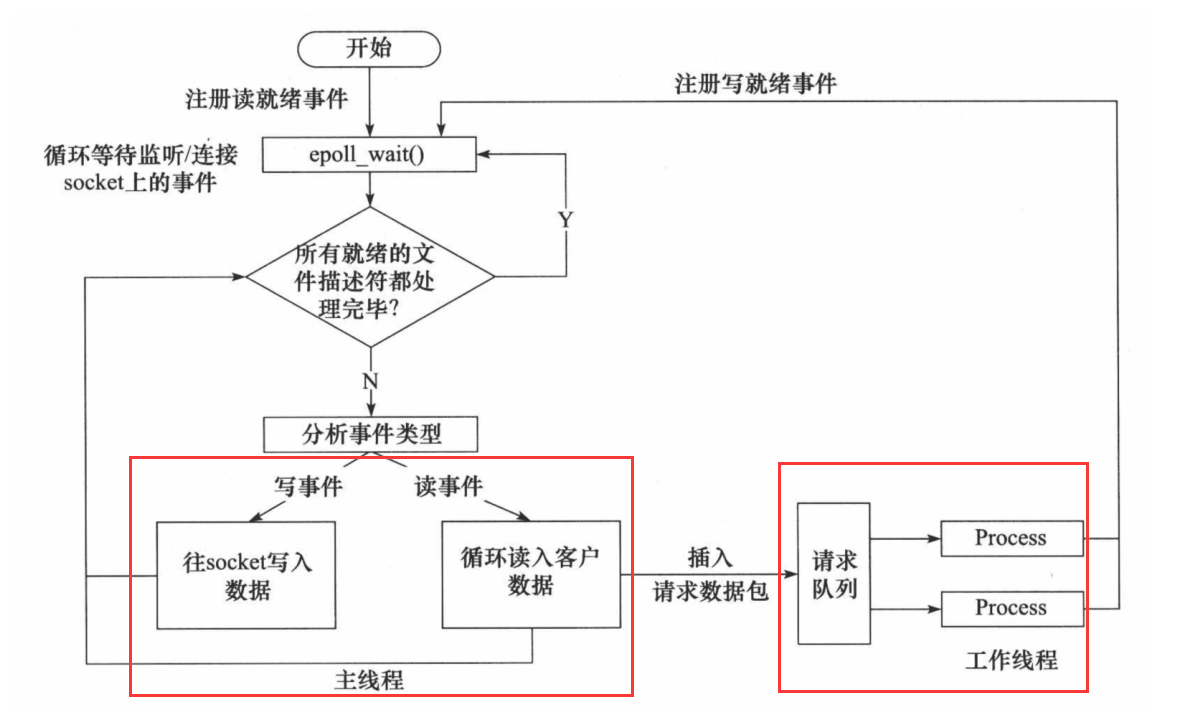 开始
注册读就绪事件
注册写就绪事件
循环等待监听/连接
socket上的事件
epoll_wait()
Y
所有就绪的文
件描述符都处
理完毕?
N
分析事件类型
写事件
读事件
往socket写入
数据
循环读入客户
数据
插入
请求数据包
请求
队列
Process
Process
工作线程
主线程